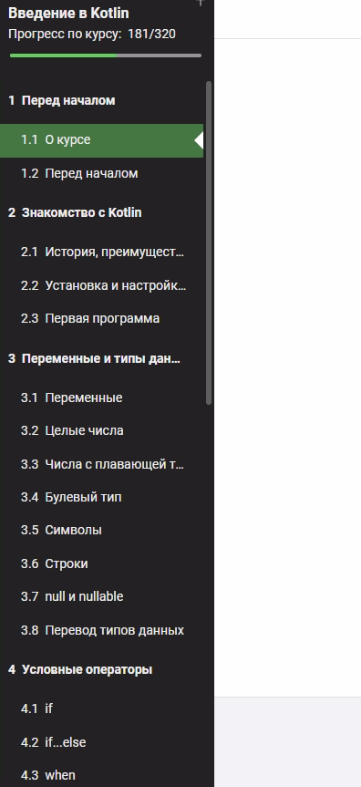 Введение в Kotlin
Прогресс по курсу: 181/320
1 Перед началом
1.1 О курсе
1.2 Перед началом
2 Знакомство с Kotlin
2.1 История, преимущест...
2.2 Установка и настройк...
2.3 Первая программа
3 Переменные и типы дан...
3.1 Переменные
3.2 Целые числа
3.3 Числа с плавающей т...
3.4 Булевый тип
3.5 Символы
3.6 Строки
3.7 null и nullable
3.8 Перевод типов данных
4 Условные операторы
4.1 if
4.2 if...else
4.3 when